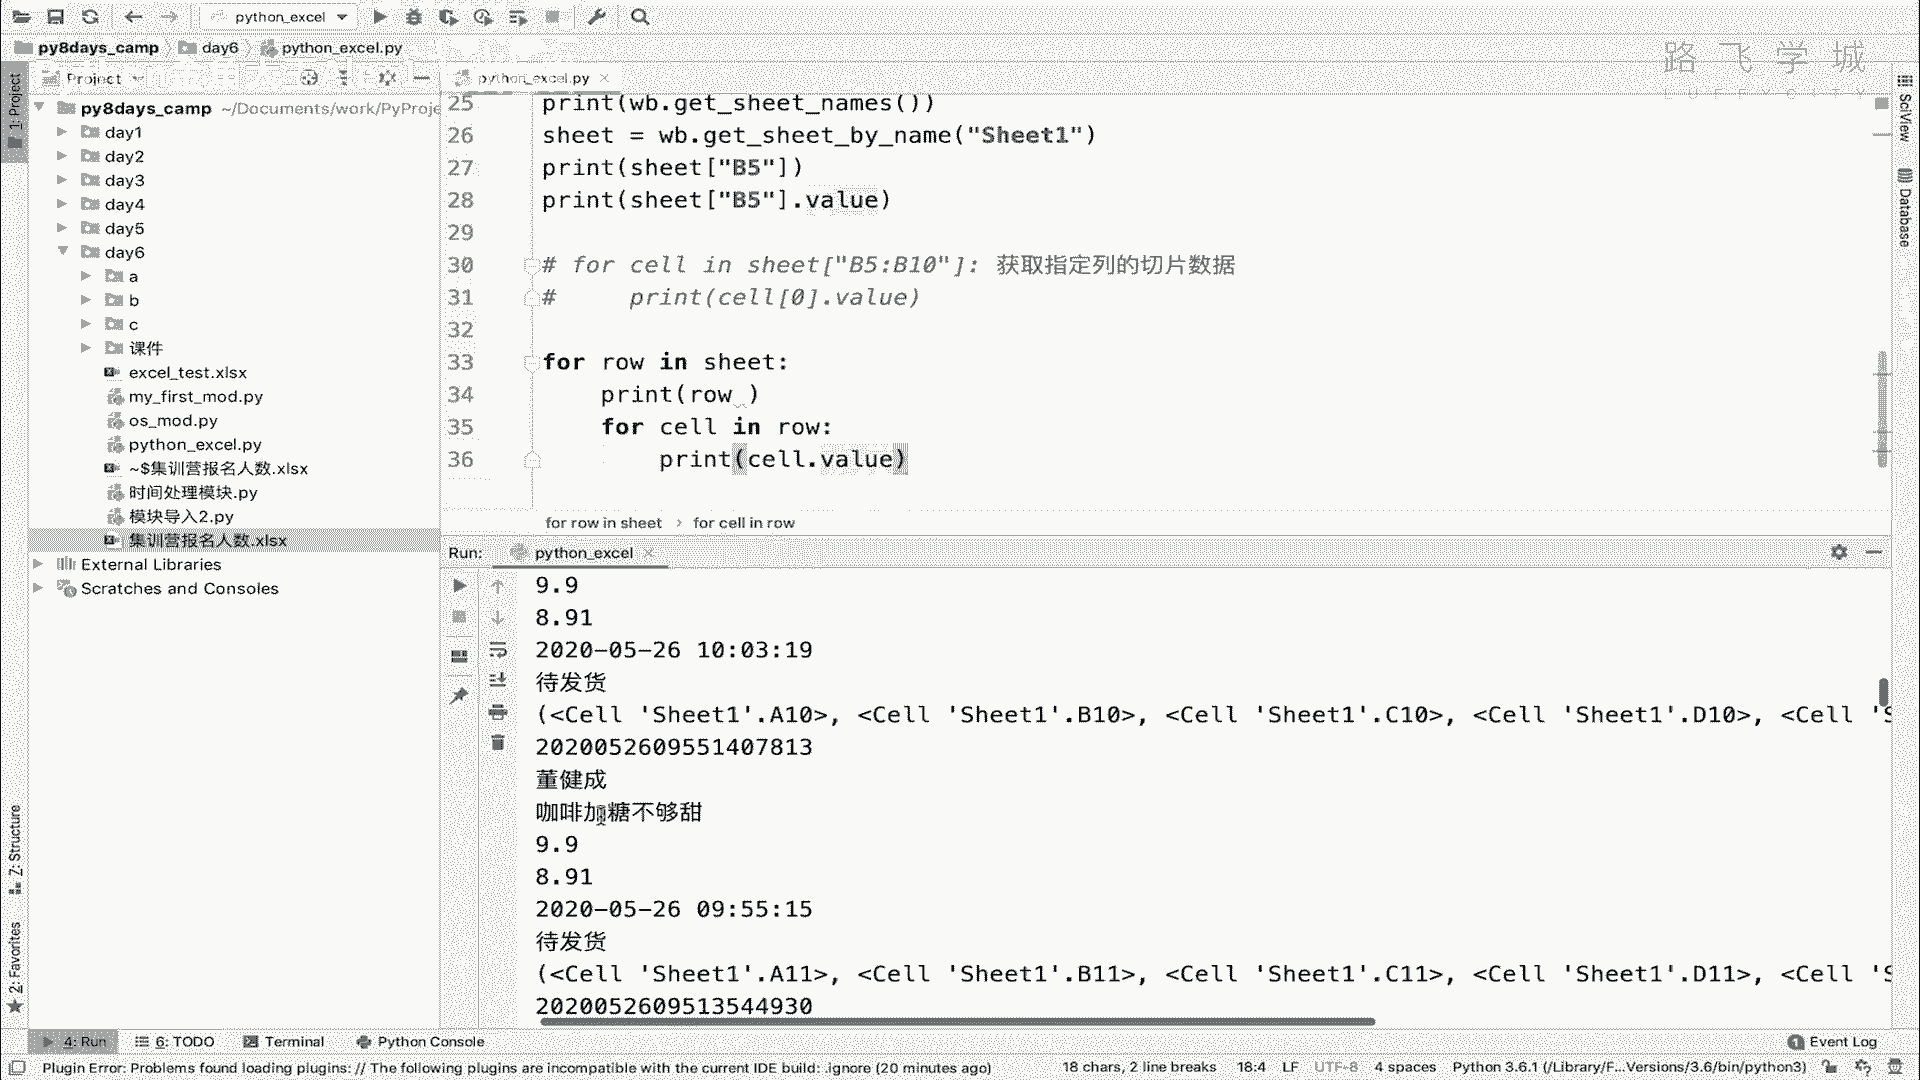 python_excel
py8days_camp
day6
python_excel.py
路飞学城
Project
python_excel.py
1: Project
py8days_camp ~/Documents/work/PyProje
day1
day2
day3
day4
day5
day6
a
b
c
课件
excel_test.xlsx
my_first_mod.py
os_mod.py
python_excel.py
~$集训营报名人数.xlsx
时间处理模块.py
模块导入2.py
集训营报名人数.xlsx
External Libraries
Scratches and Consoles
25 print(wb.get_sheet_names())
26 sheet = wb.get_sheet_by_name("Sheet1")
27 print(sheet["B5"])
28 print(sheet["B5"].value)
29
30 # for cell in sheet["B5:B10"]: 获取指定列的切片数据
31 #     print(cell[0].value)
32
33 for row in sheet:
34     print(row )
35     for cell in row:
36         print(cell.value)
for row in sheet › for cell in row
SciView
Database
Run: python_excel
9.9
8.91
2020-05-26 10:03:19
待发货
(<Cell 'Sheet1'.A10>, <Cell 'Sheet1'.B10>, <Cell 'Sheet1'.C10>, <Cell 'Sheet1'.D10>, <Cell 'S
2020052609551407813
董健成
咖啡加糖不够甜
9.9
8.91
2020-05-26 09:55:15
待发货
(<Cell 'Sheet1'.A11>, <Cell 'Sheet1'.B11>, <Cell 'Sheet1'.C11>, <Cell 'Sheet1'.D11>, <Cell 'S
2020052609513544930
Z: Structure
2: Favorites
4: Run
6: TODO
Terminal
Python Console
Event Log
Plugin Error: Problems found loading plugins: // The following plugins are incompatible with the current IDE build: .ignore (20 minutes ago)
18 chars, 2 line breaks
18:4
LF
UTF-8
4 spaces
Python 3.6.1 (/Library/F...Versions/3.6/bin/python3)